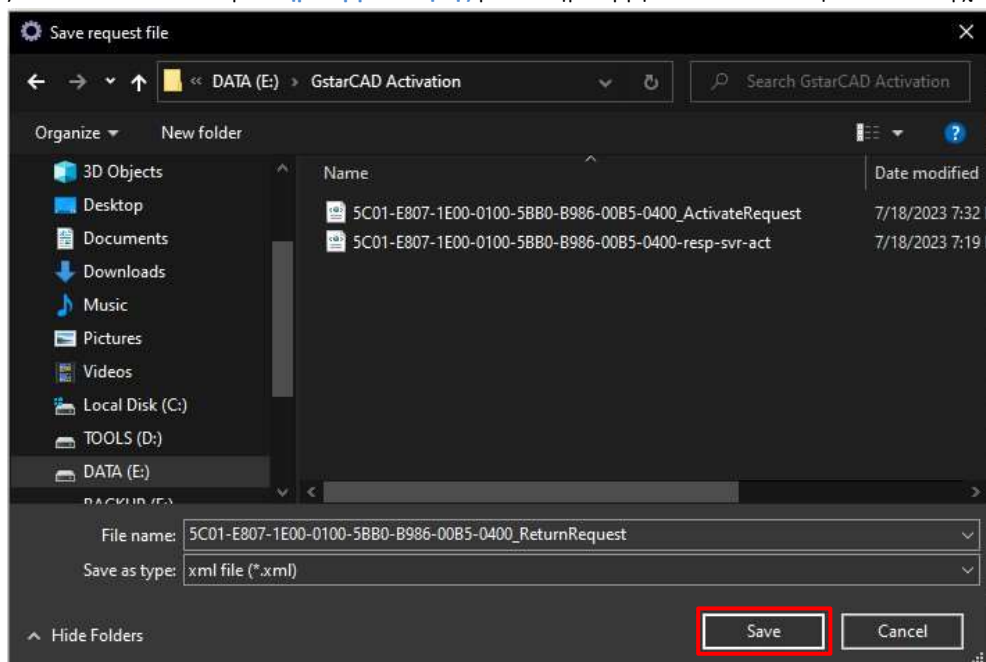 Save request file
« DATA (E:) › GstarCAD Activation
Search GstarCAD Activation
Organize
New folder
3D Objects
Desktop
Documents
Downloads
Music
Pictures
Videos
Local Disk (C:)
TOOLS (D:)
DATA (E:)
Name
Date modified
5C01-E807-1E00-0100-5BB0-B986-00B5-0400_ActivateRequest
7/18/2023 7:32
5C01-E807-1E00-0100-5BB0-B986-00B5-0400-resp-svr-act
7/18/2023 7:19
File name: 5C01-E807-1E00-0100-5BB0-B986-00B5-0400_ReturnRequest
Save as type: xml file (*.xml)
Hide Folders
Save
Cancel